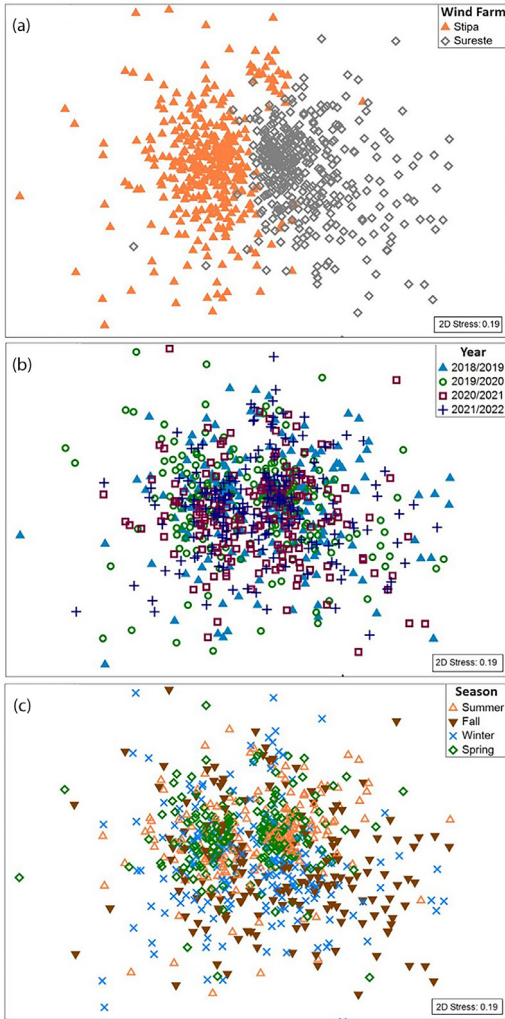 (a)
Wind Farm
Stipa
Sureste
2D Stress: 0.19
(b)
Year
2018/2019
2019/2020
2020/2021
2021/2022
2D Stress: 0.19
(c)
Season
Summer
Fall
Winter
Spring
2D Stress: 0.19